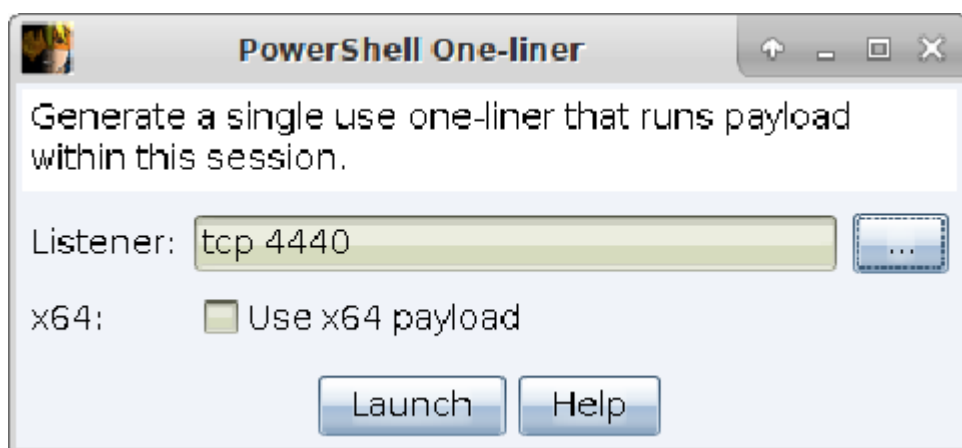 PowerShell One-liner
Generate a single use one-liner that runs payload
within this session.
Listener: tcp 4440 ...
x64: Use x64 payload
Launch Help